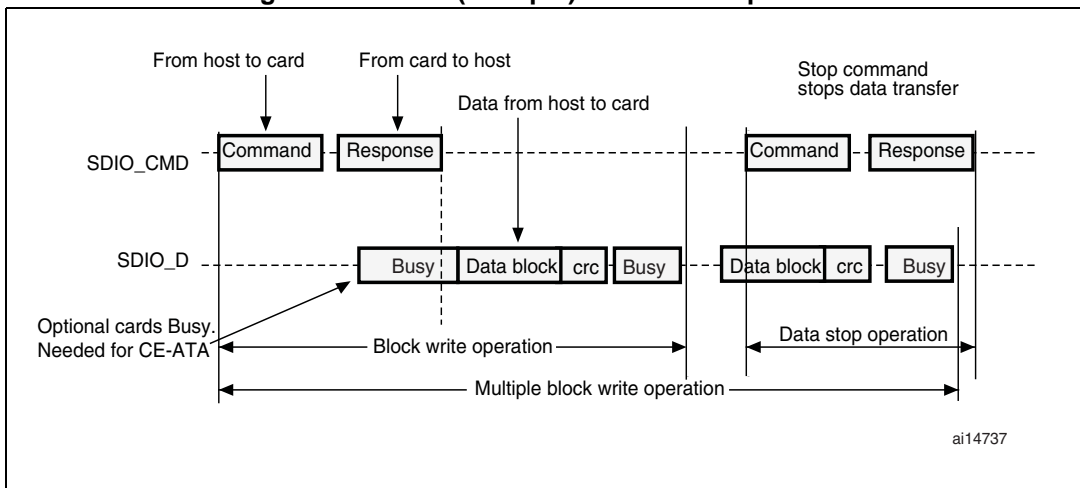 From host to card
From card to host
Stop command
stops data transfer
Data from host to card
SDIO_CMD
Command
Response
Command
Response
SDIO_D
Busy
Data block
crc
Busy
Data block
crc
Busy
Optional cards Busy.
Needed for CE-ATA
Block write operation
Data stop operation
Multiple block write operation
ai14737